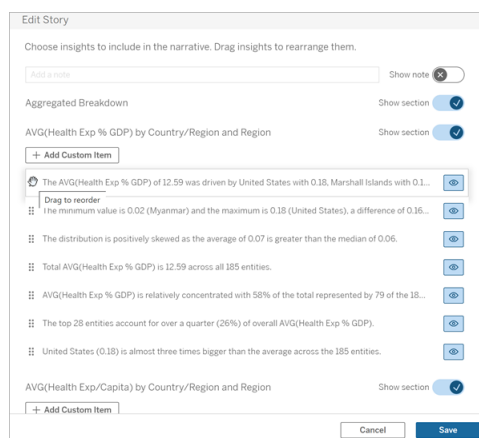 Edit Story
Choose insights to include in the narrative. Drag insights to rearrange them.
Add a note
Show note
Aggregated Breakdown
Show section
AVG(Health Exp % GDP) by Country/Region and Region
Show section
+ Add Custom Item
The AVG(Health Exp % GDP) of 12.59 was driven by United States with 0.18, Marshall Islands with 0.1...
Drag to reorder
The minimum value is 0.02 (Myanmar) and the maximum is 0.18 (United States), a difference of 0.16...
The distribution is positively skewed as the average of 0.07 is greater than the median of 0.06.
Total AVG(Health Exp % GDP) is 12.59 across all 185 entities.
AVG(Health Exp % GDP) is relatively concentrated with 58% of the total represented by 79 of the 18...
The top 28 entities account for over a quarter (26%) of overall AVG(Health Exp % GDP).
United States (0.18) is almost three times bigger than the average across the 185 entities.
AVG(Health Exp/Capita) by Country/Region and Region
Show section
+ Add Custom Item
Cancel
Save